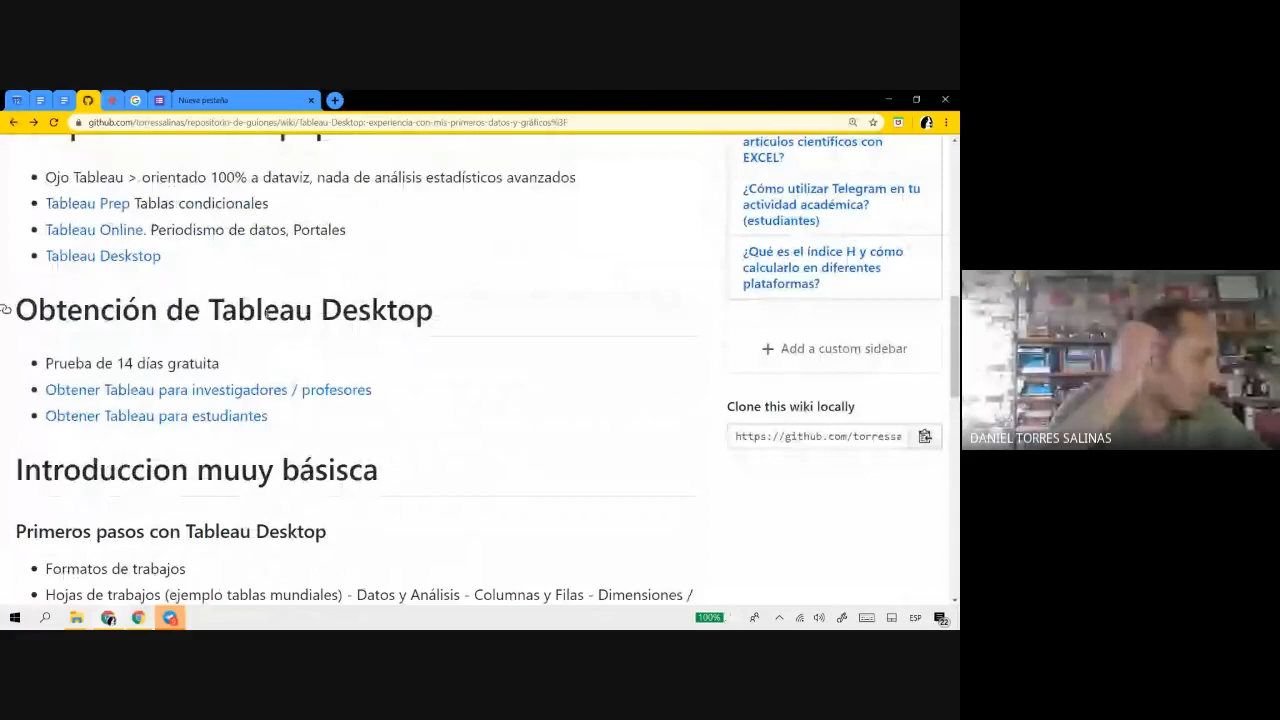 Nueva pestaña
github.com/torressalinas/repositorio-de-guiones/wiki/Tableau-Desktop:-experiencia-con-mis-primeros-datos-y-gráficos%3F
Ojo Tableau > orientado 100% a dataviz, nada de análisis estadísticos avanzados
Tableau Prep Tablas condicionales
Tableau Online. Periodismo de datos, Portales
Tableau Deskstop
Obtención de Tableau Desktop
Prueba de 14 días gratuita
Obtener Tableau para investigadores / profesores
Obtener Tableau para estudiantes
Introduccion muuy básisca
Primeros pasos con Tableau Desktop
Formatos de trabajos
Hojas de trabajos (ejemplo tablas mundiales) - Datos y Análisis - Columnas y Filas - Dimensiones /
artículos científicos con
EXCEL?
¿Cómo utilizar Telegram en tu
actividad académica?
(estudiantes)
¿Qué es el índice H y cómo
calcularlo en diferentes
plataformas?
+ Add a custom sidebar
Clone this wiki locally
https://github.com/torressa
DANIEL TORRES SALINAS
100%
ESP
22